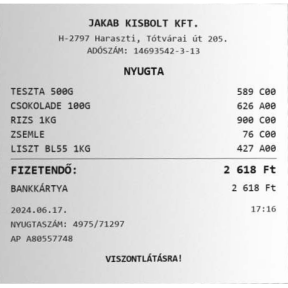 JAKAB KISBOLT KFT.
H-2797 Haraszti, Tótvárai út 205.
ADÓSZÁM: 14693542-3-13
NYUGTA
TESZTA 500G 589 C00
CSOKOLADE 100G 626 A00
RIZS 1KG 900 C00
ZSEMLE 76 C00
LISZT BL55 1KG 427 A00
FIZETENDŐ: 2 618 Ft
BANKKÁRTYA 2 618 Ft
2024.06.17. 17:16
NYUGTASZÁM: 4975/71297
AP A80557748
VISZONTLÁTÁSRA!